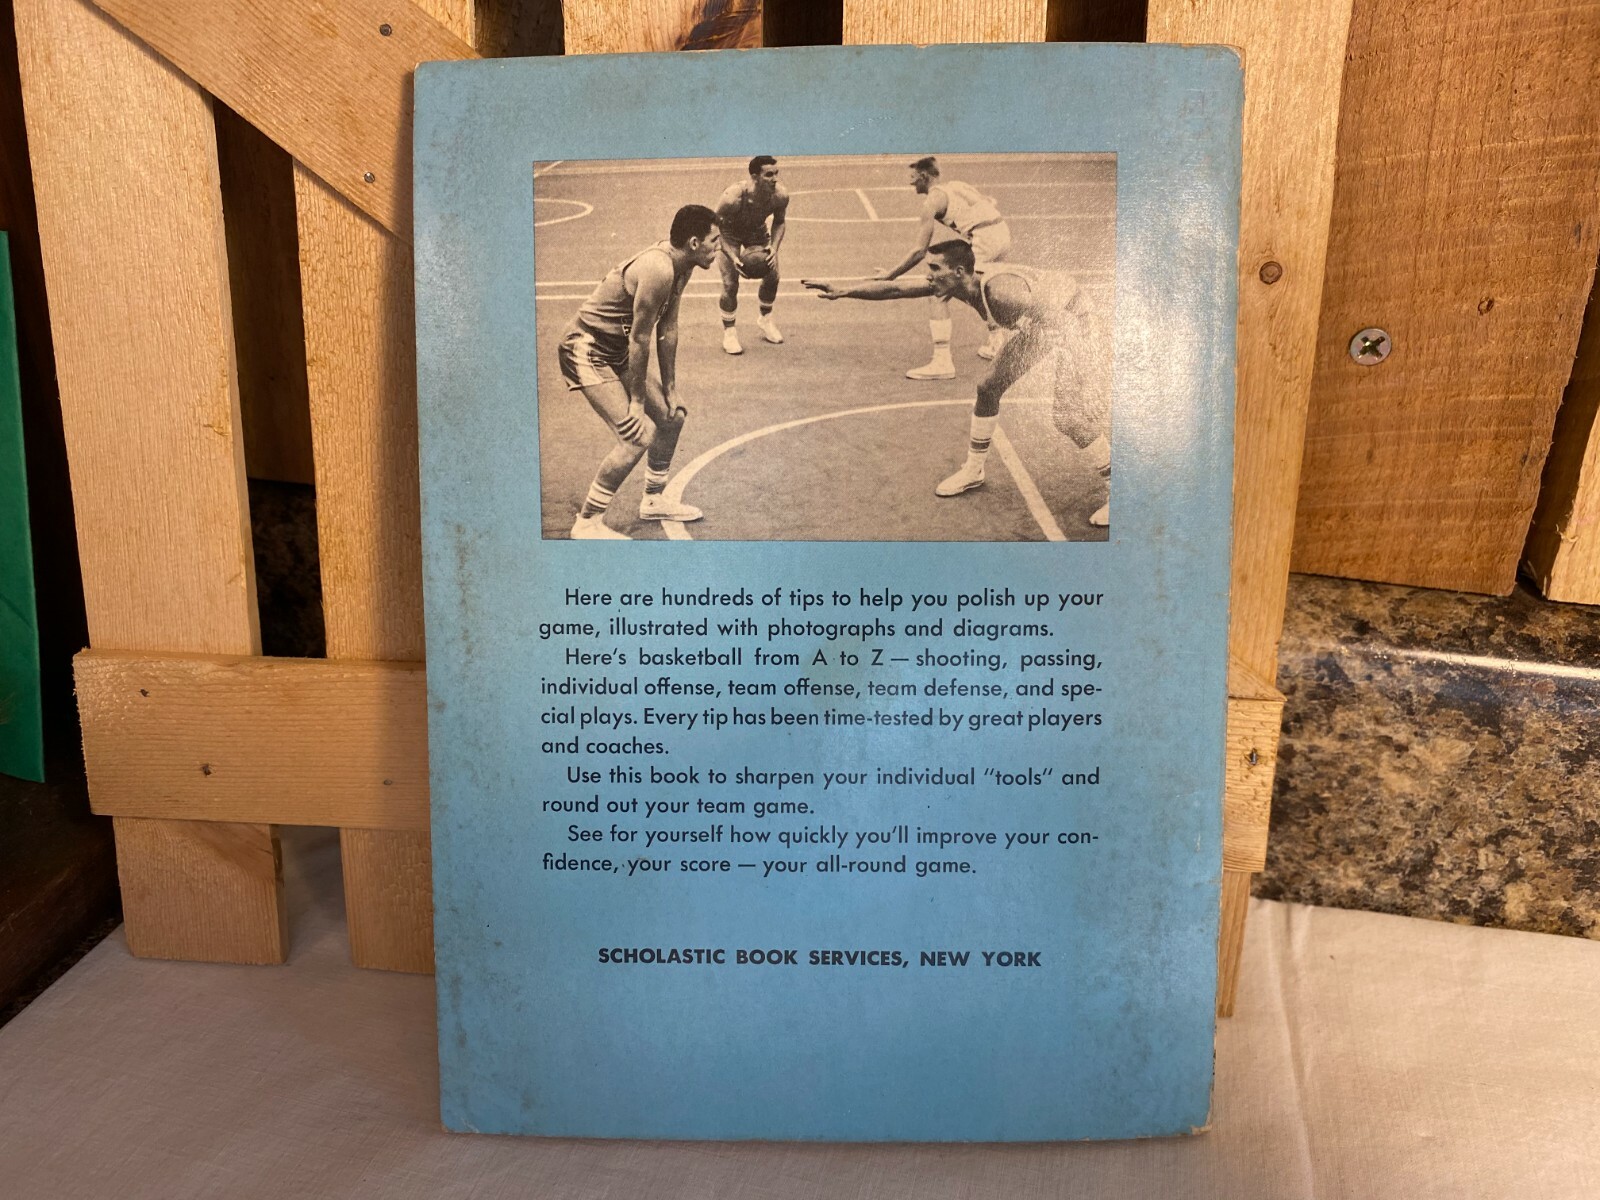 Here are hundreds of tips to help you polish up your
game, illustrated with photographs and diagrams.
Here's basketball from A to Z — shooting, passing,
individual offense, team offense, team defense, and spe-
cial plays. Every tip has been time-tested by great players
and coaches.
Use this book to sharpen your individual "tools" and
round out your team game.
See for yourself how quickly you'll improve your con-
fidence, your score — your all-round game.
SCHOLASTIC BOOK SERVICES, NEW YORK